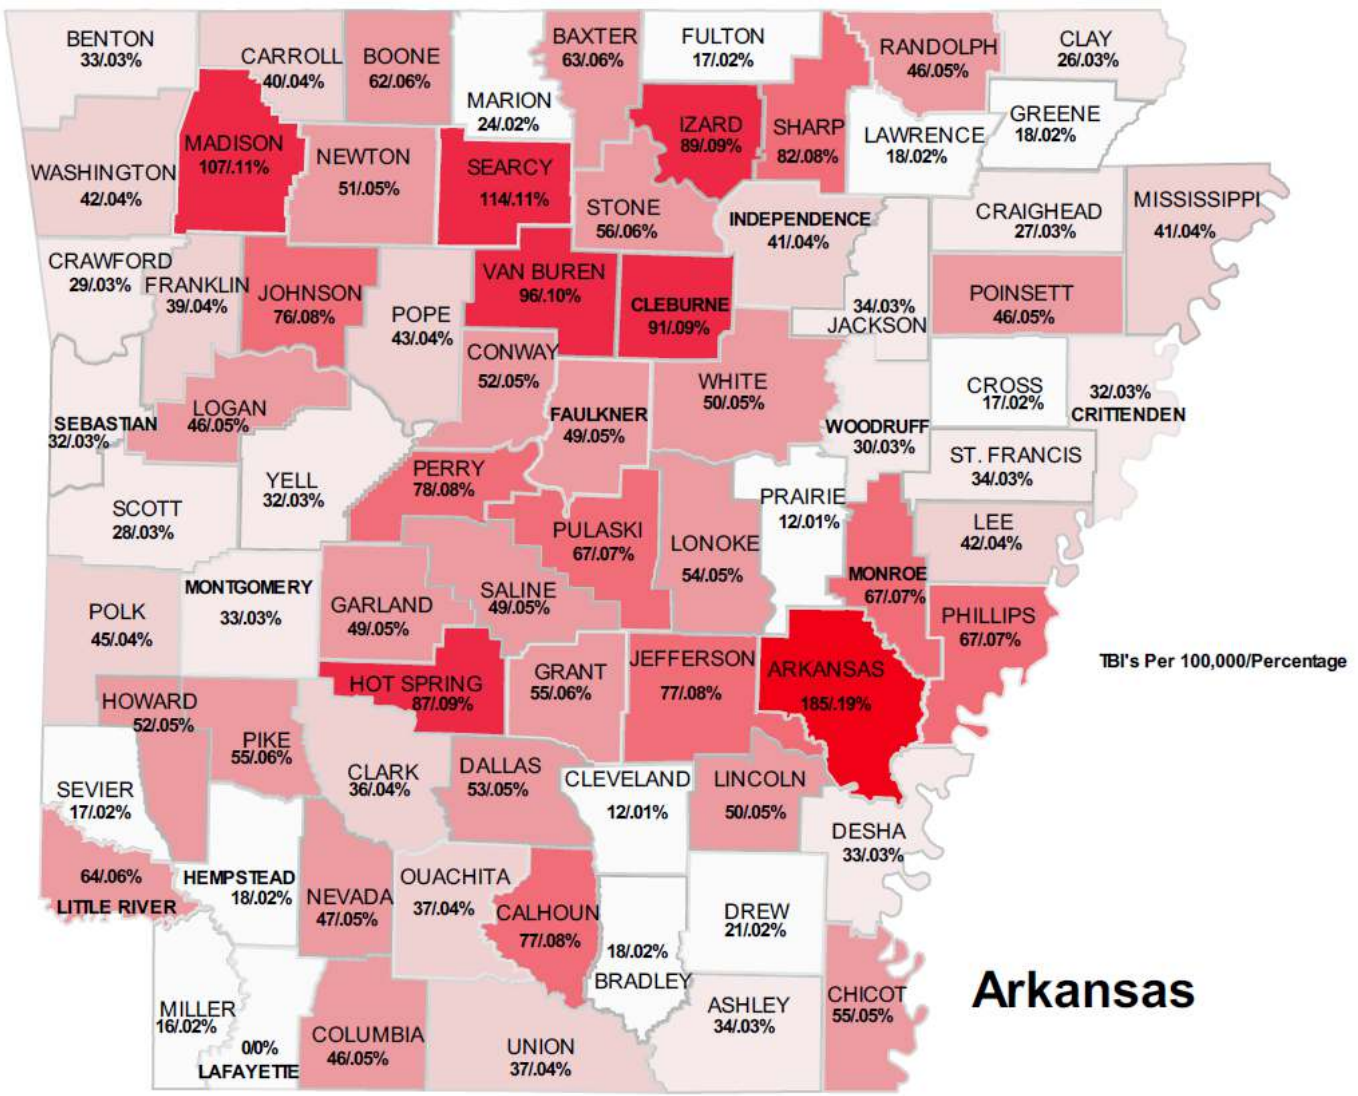 BENTON
33/.03%
CARROLL
40/.04%
BOONE
62/.06%
MARION
24/.02%
BAXTER
63/.06%
FULTON
17/.02%
RANDOLPH
46/.05%
CLAY
26/.03%
GREENE
18/.02%
WASHINGTON
42/.04%
MADISON
107/.11%
NEWTON
51/.05%
SEARCY
114/.11%
STONE
56/.06%
IZARD
89/.09%
SHARP
82/.08%
LAWRENCE
18/.02%
INDEPENDENCE
41/.04%
CRAIGHEAD
27/.03%
MISSISSIPPI
41/.04%
CRAWFORD
29/.03%
FRANKLIN
39/.04%
JOHNSON
76/.08%
POPE
43/.04%
VAN BUREN
96/.10%
CLEBURNE
91/.09%
34/.03%
JACKSON
POINSETT
46/.05%
CONWAY
52/.05%
WHITE
50/.05%
CROSS
17/.02%
32/.03%
CRITTENDEN
SEBASTIAN
32/.03%
LOGAN
46/.05%
FAULKNER
49/.05%
WOODRUFF
30/.03%
ST. FRANCIS
34/.03%
SCOTT
28/.03%
YELL
32/.03%
PERRY
78/.08%
PULASKI
67/.07%
LONOKE
54/.05%
PRAIRIE
12/.01%
LEE
42/.04%
POLK
45/.04%
MONTGOMERY
33/.03%
GARLAND
49/.05%
SALINE
49/.05%
MONROE
67/.07%
PHILLIPS
67/.07%
TBI's Per 100,000/Percentage
HOT SPRING
87/.09%
GRANT
55/.06%
JEFFERSON
77/.08%
ARKANSAS
185/.19%
HOWARD
52/.05%
PIKE
55/.06%
CLARK
36/.04%
DALLAS
53/.05%
CLEVELAND
12/.01%
LINCOLN
50/.05%
SEVIER
17/.02%
DESHA
33/.03%
64/.06%
LITTLE RIVER
HEMPSTEAD
18/.02%
NEVADA
47/.05%
OUACHITA
37/.04%
CALHOUN
77/.08%
18/.02%
BRADLEY
DREW
21/.02%
Arkansas
MILLER
16/.02%
0/0%
LAFAYETTE
COLUMBIA
46/.05%
UNION
37/.04%
ASHLEY
34/.03%
CHICOT
55/.05%